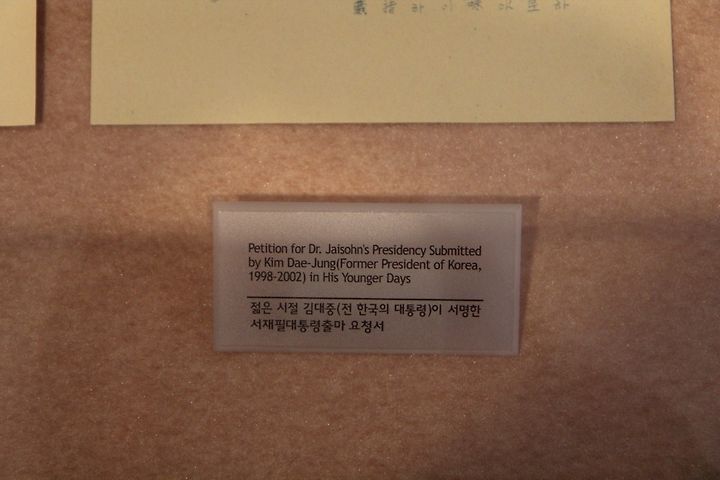 Petition for Dr. Jaisohn's Presidency Submitted
by Kim Dae-Jung(Former President of Korea,
1998-2002) in His Younger Days
젊은 시절 김대중(전 한국의 대통령)이 서명한
서재필대통령출마 요청서